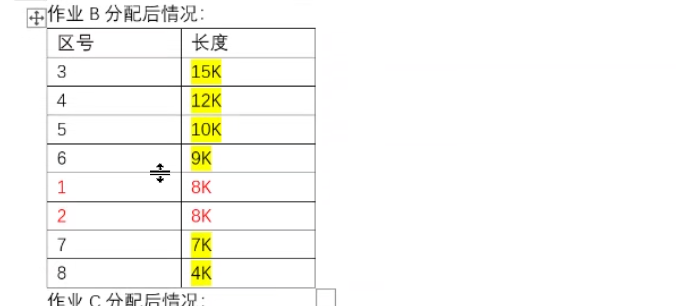 作业 B 分配后情况：
区号 长度
3 15K
4 12K
5 10K
6 9K
1 8K
2 8K
7 7K
8 4K
作业 C 分配后情况：